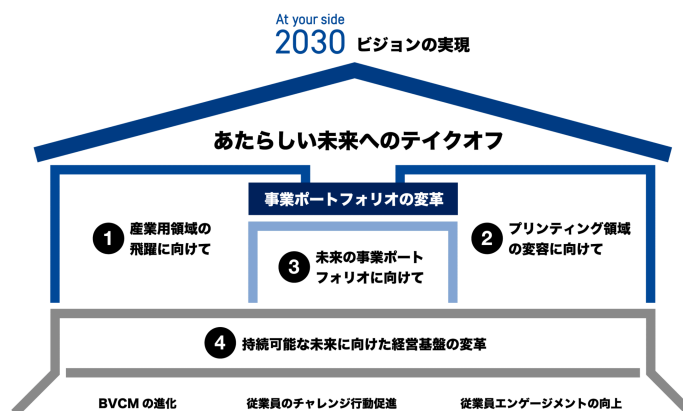 At your side
2030 ビジョンの実現
あたらしい未来へのテイクオフ
事業ポートフォリオの変革
1 産業用領域の
飛躍に向けて
2 プリンティング領域
の変容に向けて
3 未来の事業ポート
フォリオに向けて
4 持続可能な未来に向けた経営基盤の変革
BVCM の進化
従業員のチャレンジ行動促進
従業員エンゲージメントの向上